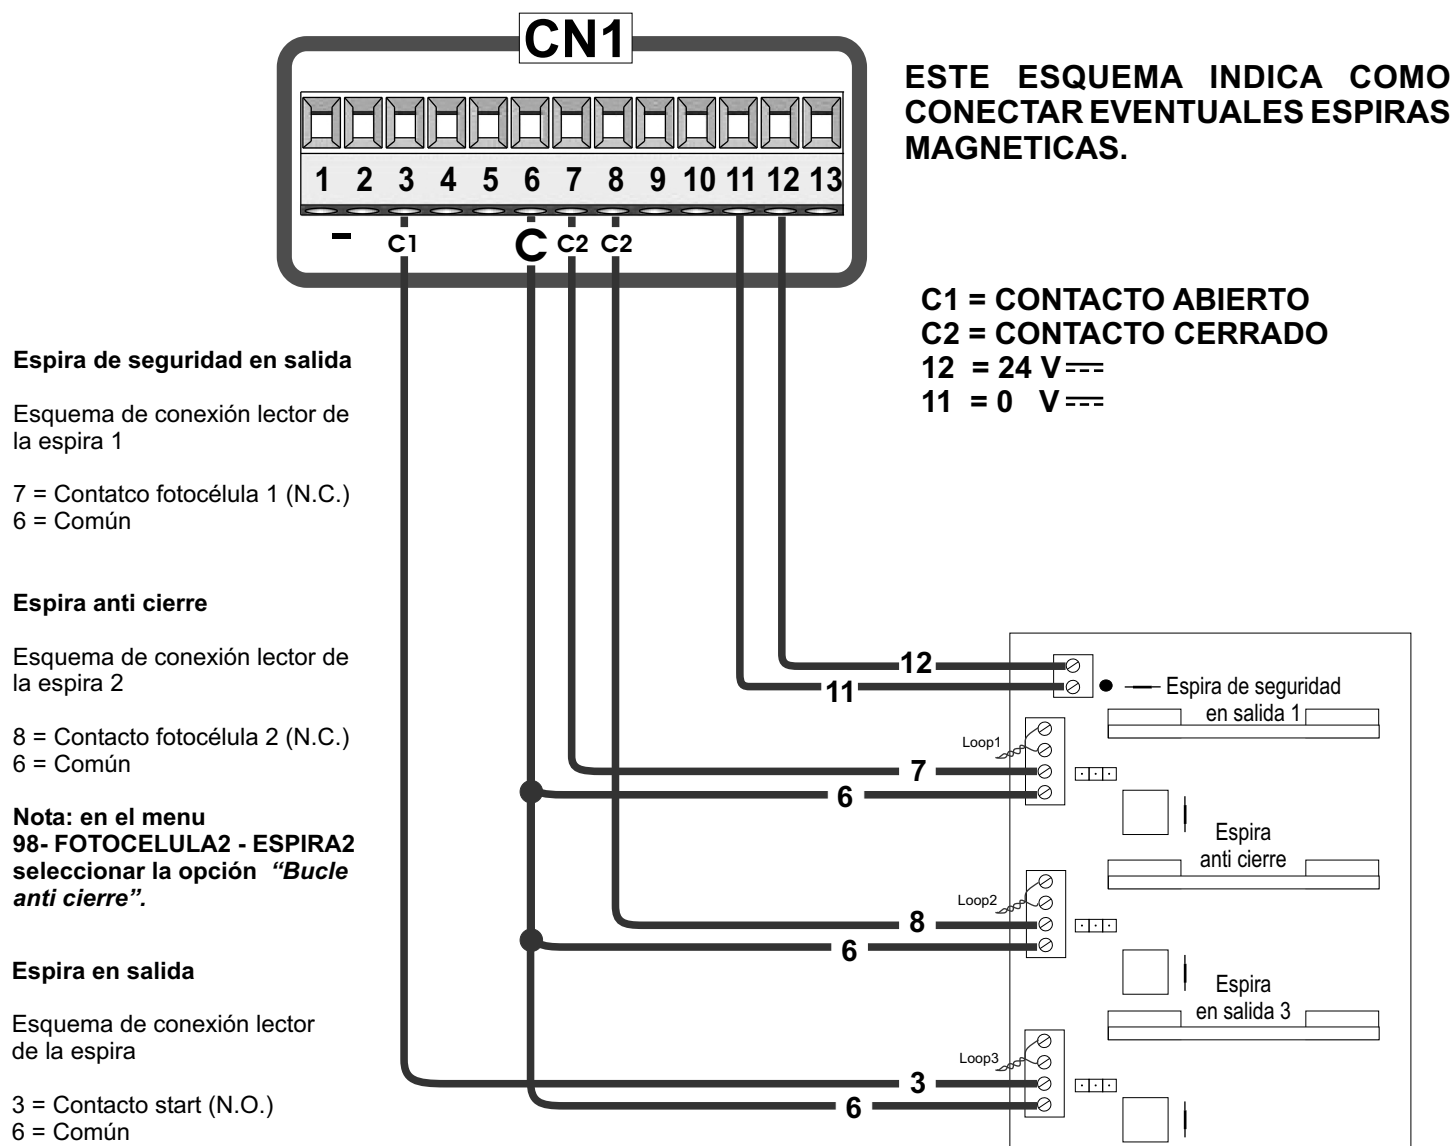 CN1
1 2 3 4 5 6 7 8 9 10 11 12 13
- C1 C C2 C2
ESTE ESQUEMA INDICA COMO
CONECTAR EVENTUALES ESPIRAS
MAGNETICAS.
C1 = CONTACTO ABIERTO
C2 = CONTACTO CERRADO
12 = 24 V
11 = 0 V
Espira de seguridad en salida
Esquema de conexión lector de
la espira 1
7 = Contatco fotocélula 1 (N.C.)
6 = Común
Espira anti cierre
Esquema de conexión lector de
la espira 2
8 = Contacto fotocélula 2 (N.C.)
6 = Común
Nota: en el menu
98- FOTOCELULA2 - ESPIRA2
seleccionar la opción “Bucle
anti cierre”.
Espira en salida
Esquema de conexión lector
de la espira
3 = Contacto start (N.O.)
6 = Común
12
11
Espira de seguridad
en salida 1
Loop1
7
6
Espira
anti cierre
Loop2
8
6
Espira
en salida 3
Loop3
3
6